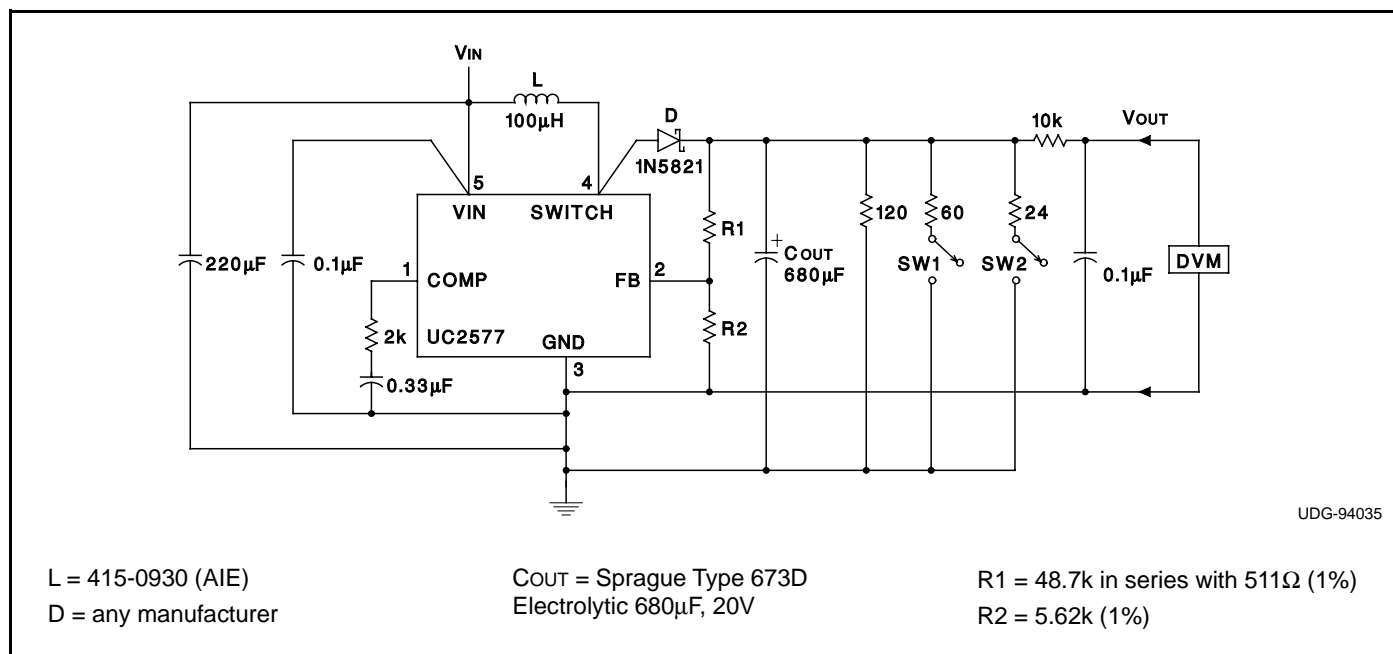 VIN
L
100µH
D
1N5821
10k
VOUT
5
4
VIN
SWITCH
R1
120
60
24
220µF
0.1µF
1
COMP
FB
2
+
COUT
680µF
SW1
SW2
0.1µF
DVM
2k
UC2577
GND
R2
3
0.33µF
UDG-94035
L = 415-0930 (AIE)
D = any manufacturer
COUT = Sprague Type 673D
Electrolytic 680µF, 20V
R1 = 48.7k in series with 511Ω (1%)
R2 = 5.62k (1%)